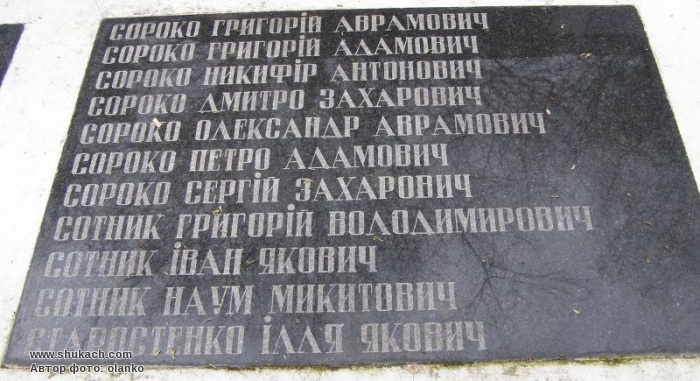 СОРОКО ГРИГОРІЙ АВРАМОВИЧ
СОРОКО ГРИГОРІЙ АДАМОВИЧ
СОРОКО НИКИФІР АНТОНОВИЧ
СОРОКО ДМИТРО ЗАХАРОВИЧ
СОРОКО ОЛЕКСАНДР АВРАМОВИЧ
СОРОКО ПЕТРО АДАМОВИЧ
СОРОКО СЕРГІЙ ЗАХАРОВИЧ
СОТНИК ГРИГОРІЙ ВОЛОДИМИРОВИЧ
СОТНИК ІВАН ЯКОВИЧ
СОТНИК НАУМ МИКИТОВИЧ
СТАРОСТЕНКО ІЛЛЯ ЯКОВИЧ
www.shukach.com
Автор фото: olanko